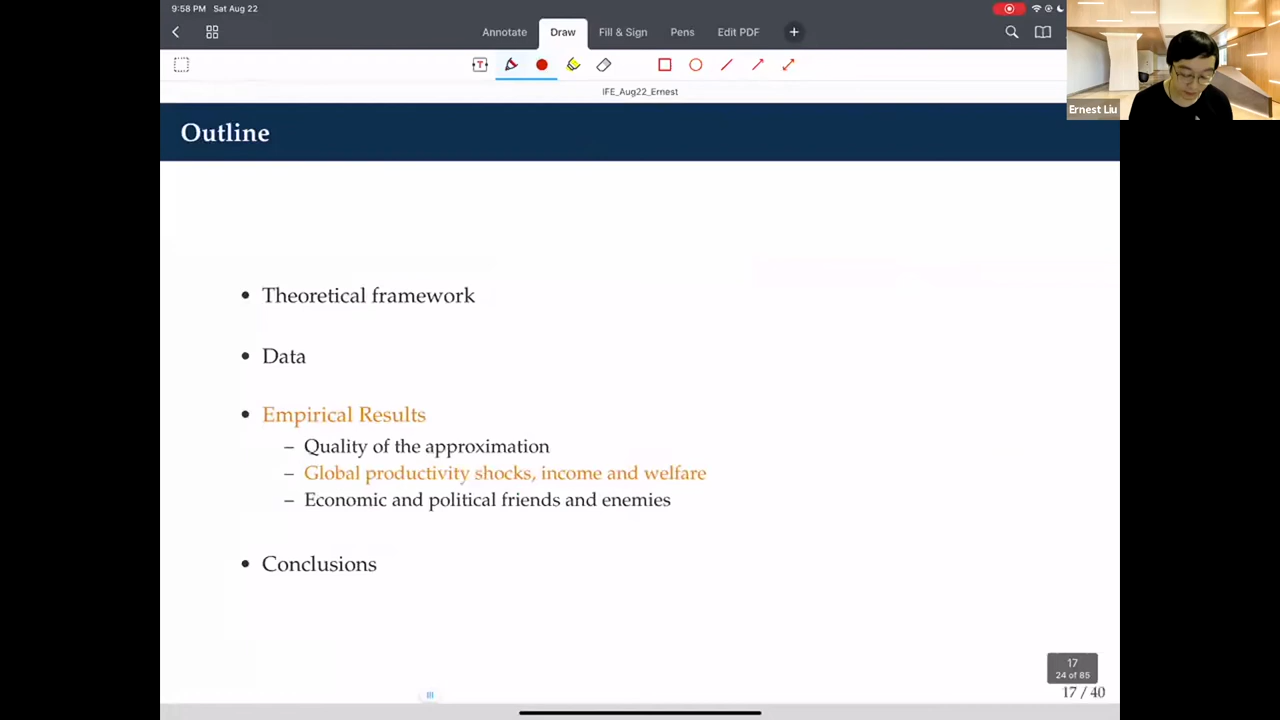 9:58 PM Sat Aug 22
Annotate Draw Fill & Sign Pens Edit PDF
T
IFE_Aug22_Ernest
Ernest Liu
Outline
• Theoretical framework
• Data
• Empirical Results
– Quality of the approximation
– Global productivity shocks, income and welfare
– Economic and political friends and enemies
• Conclusions
17
24 of 85
17 / 40